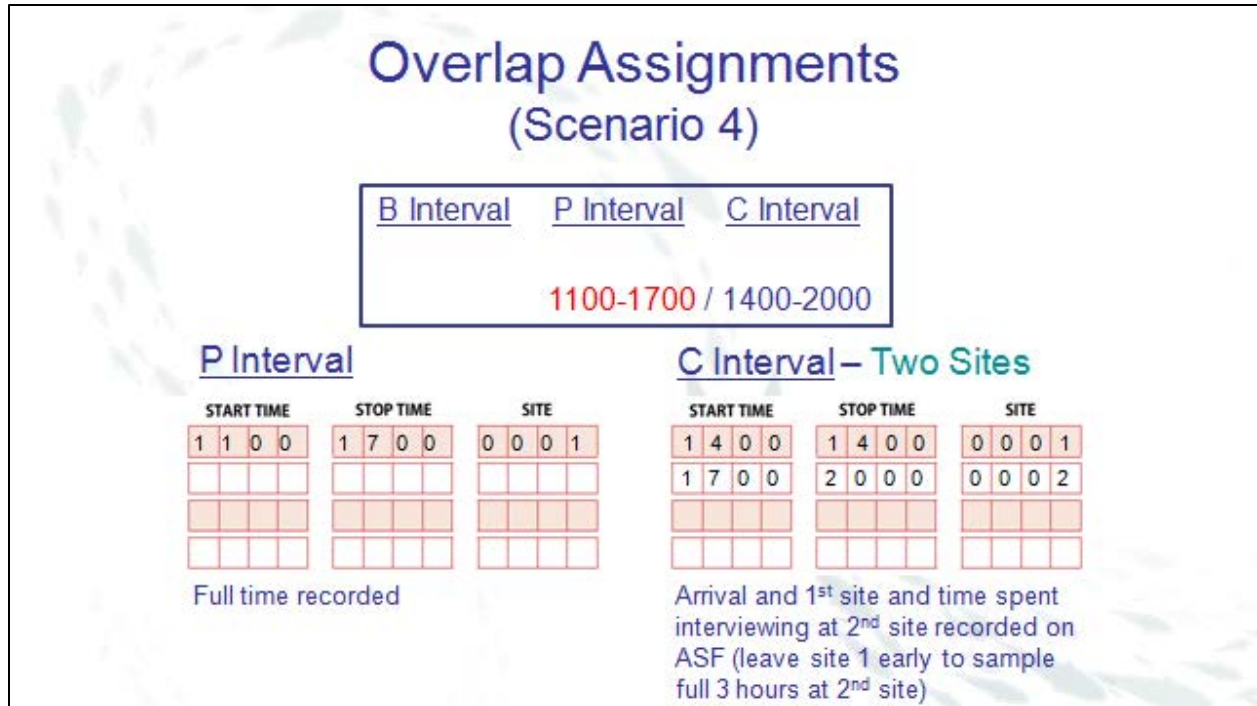 Overlap Assignments
(Scenario 4)
B Interval P Interval C Interval
1100-1700 / 1400-2000
P Interval
START TIME STOP TIME SITE
1 1 0 0 1 7 0 0 0 0 0 1
Full time recorded
C Interval – Two Sites
START TIME STOP TIME SITE
1 4 0 0 1 4 0 0 0 0 0 1
1 7 0 0 2 0 0 0 0 0 0 2
Arrival and 1st site and time spent
interviewing at 2nd site recorded on
ASF (leave site 1 early to sample
full 3 hours at 2nd site)